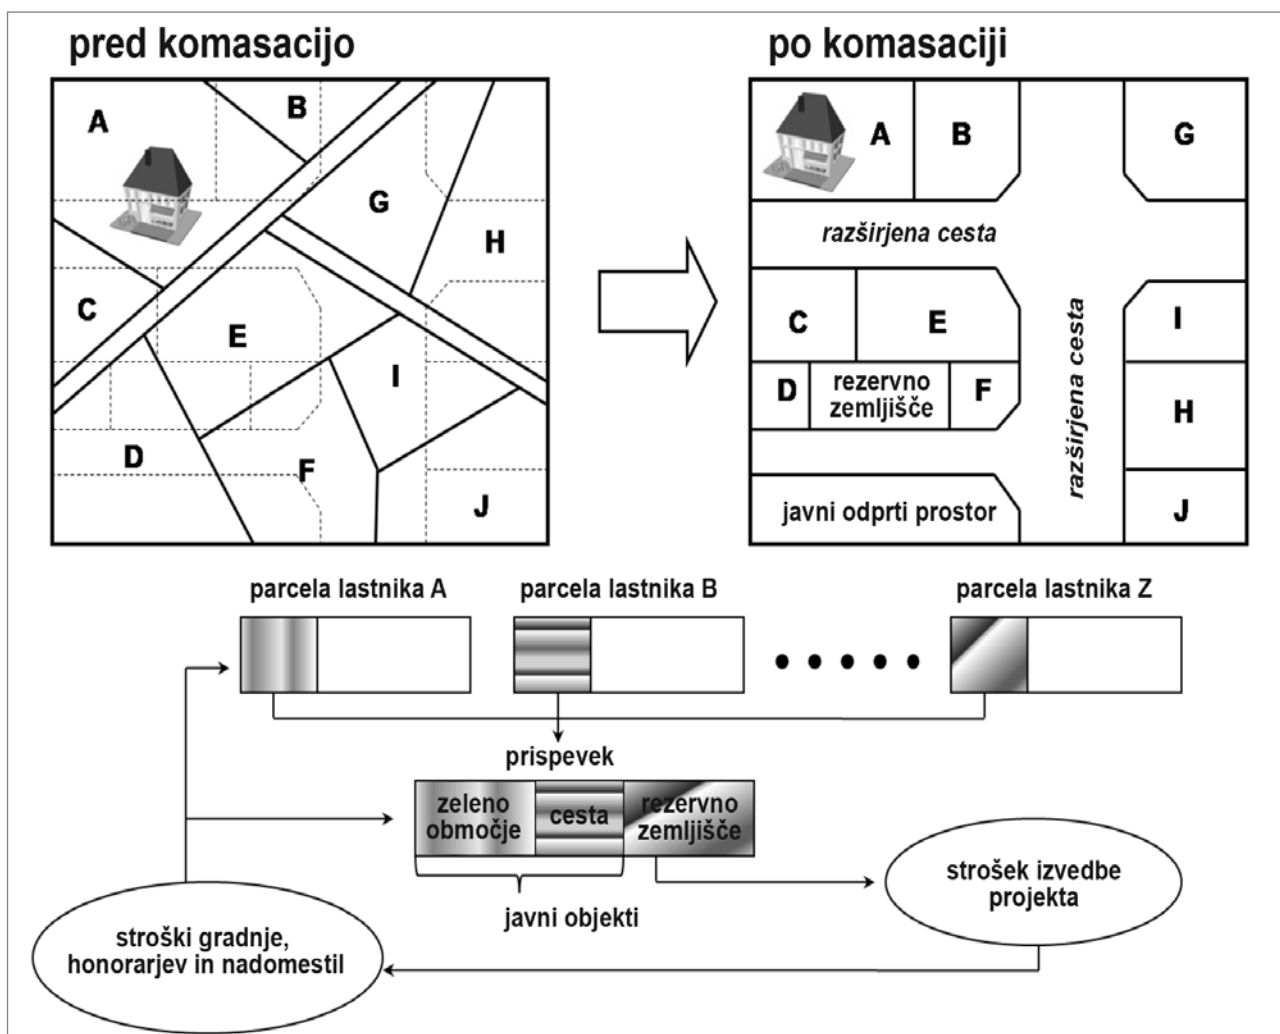 pred komasacijo
A
B
G
H
C
E
I
D
F
J
po komasaciji
A
B
G
razširjena cesta
C
E
I
D
rezervno
zemljišče
F
H
razširjena cesta
javni odprti prostor
J
parcela lastnika A
parcela lastnika B
parcela lastnika Z
prispevek
zeleno
območje
cesta
rezervno
zemljišče
javni objekti
strošek izvedbe
projekta
stroški gradnje,
honorarjev in nadomestil